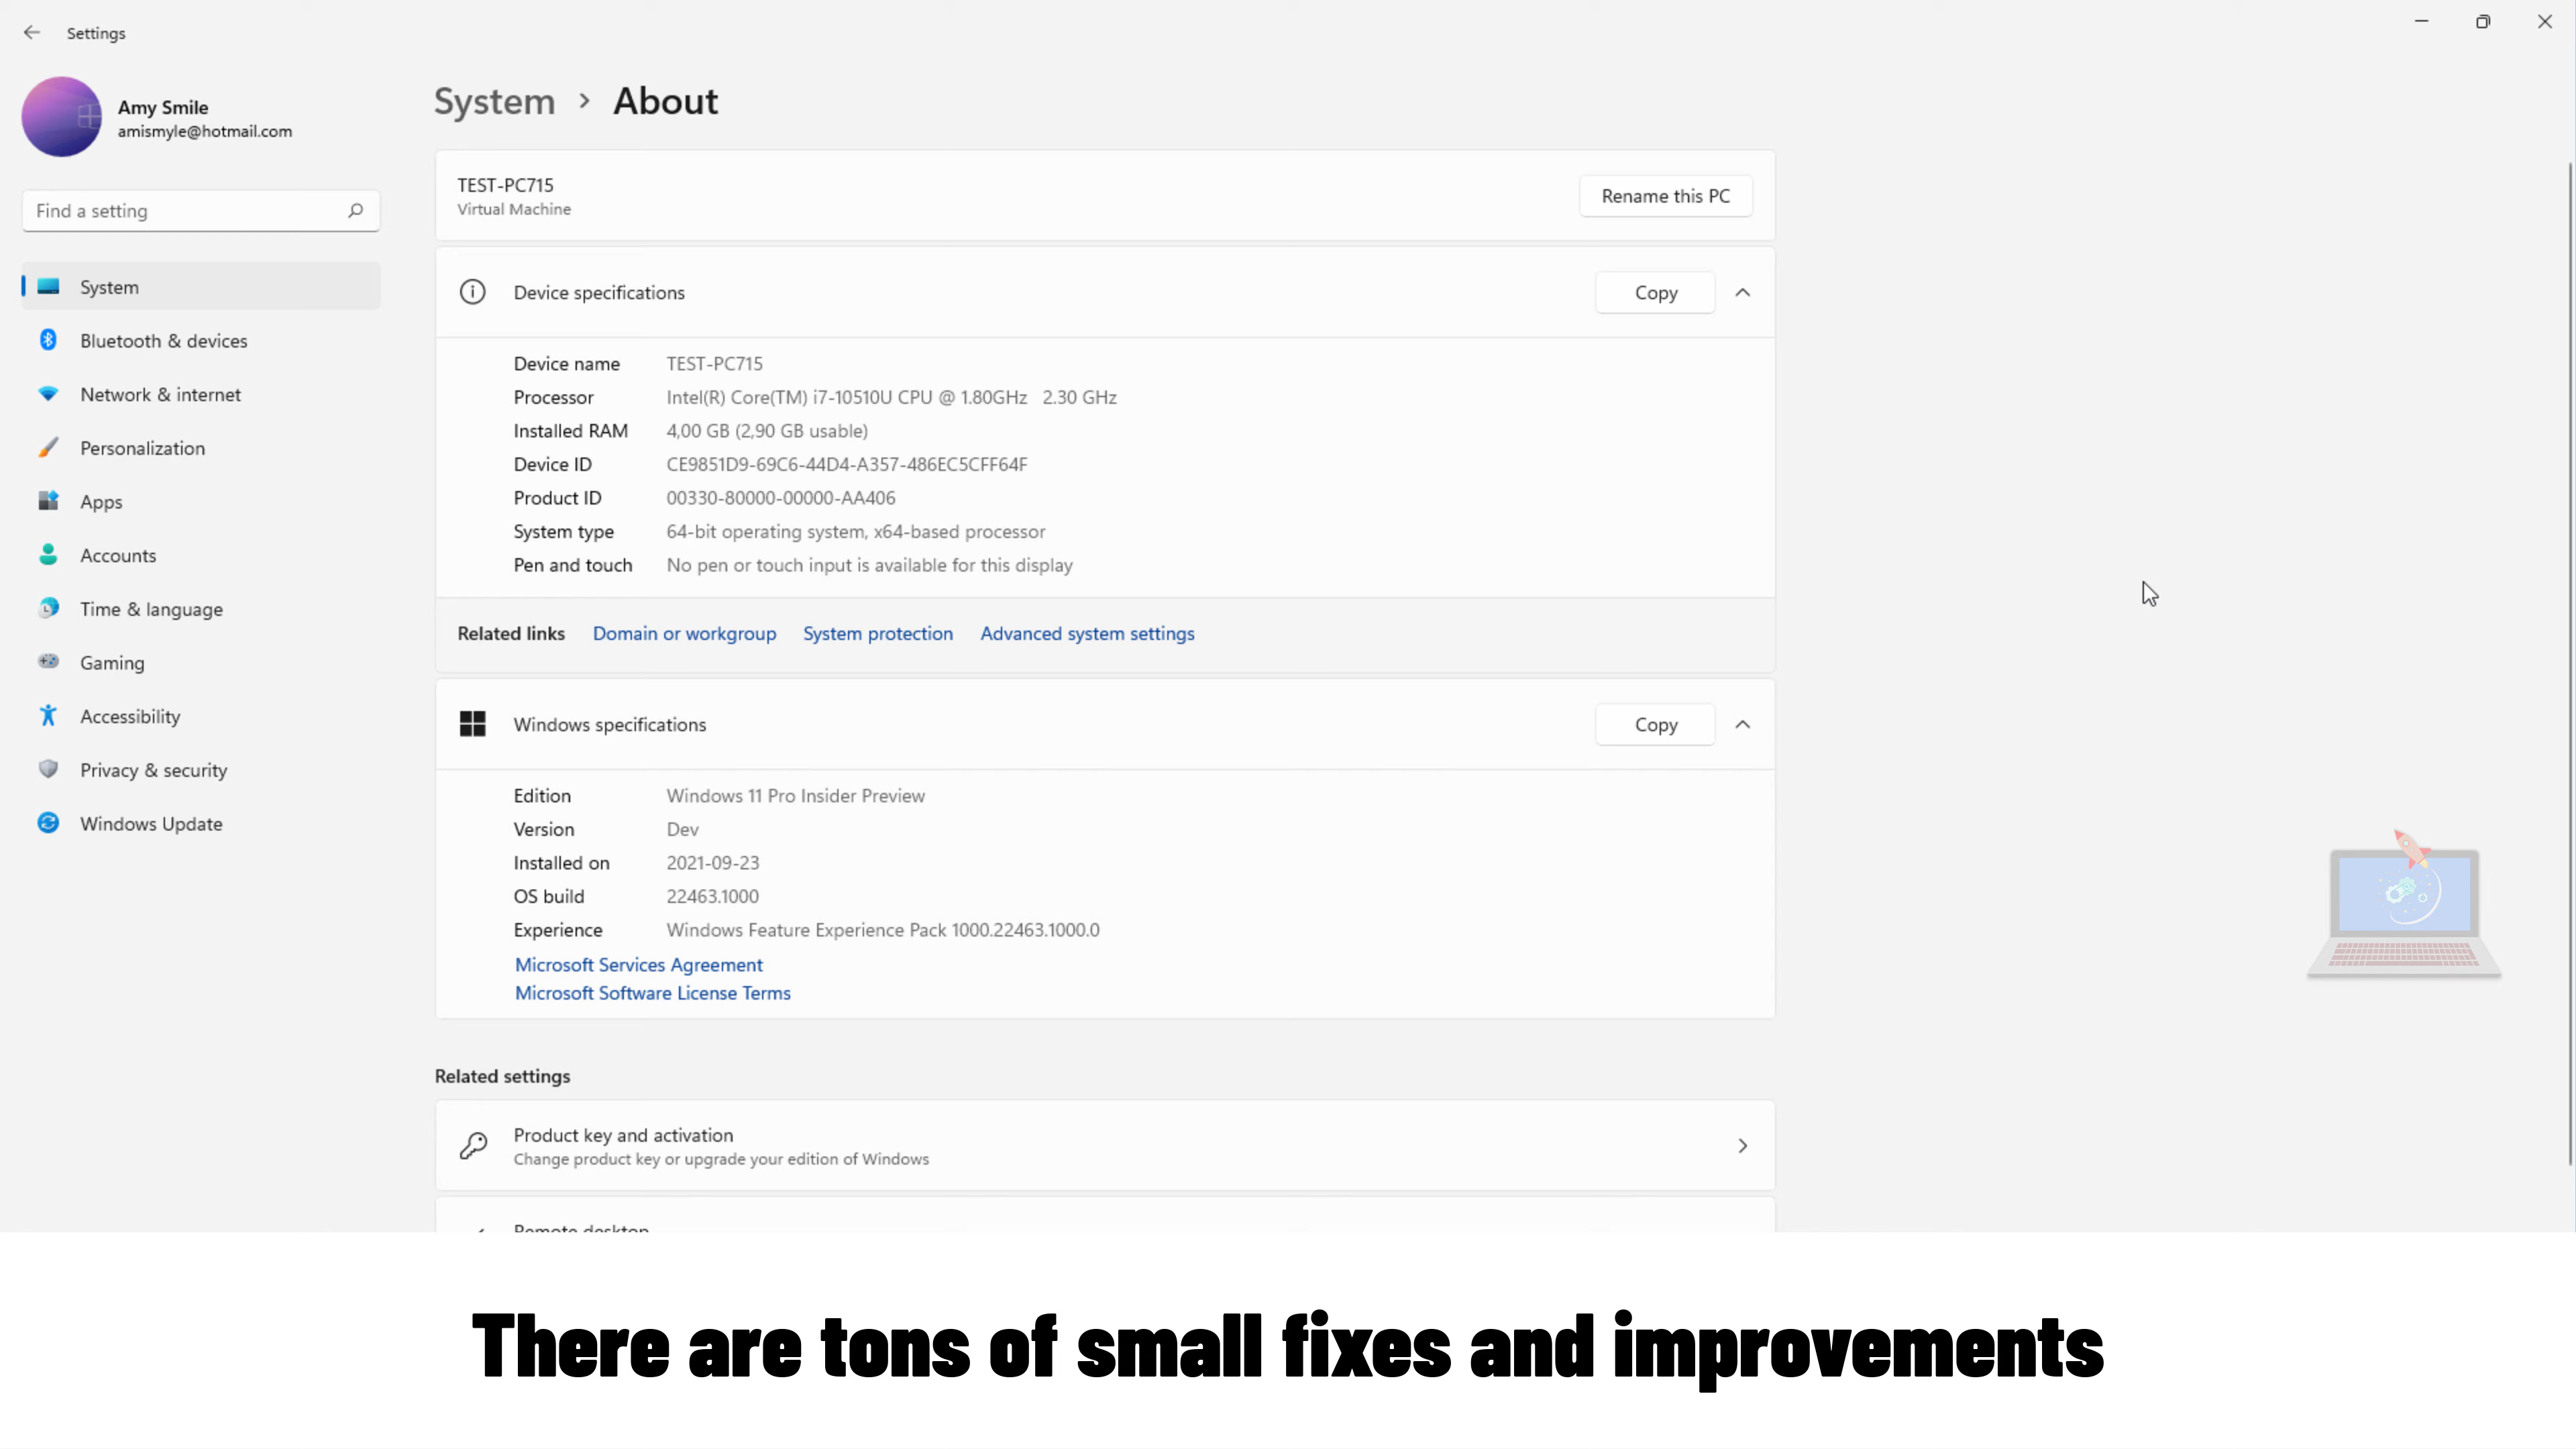 Settings
Amy Smile
amismyle@hotmail.com
Find a setting
System
Bluetooth & devices
Network & internet
Personalization
Apps
Accounts
Time & language
Gaming
Accessibility
Privacy & security
Windows Update
System > About
TEST-PC715
Virtual Machine
Rename this PC
Device specifications
Copy
Device name TEST-PC715
Processor Intel(R) Core(TM) i7-10510U CPU @ 1.80GHz 2.30 GHz
Installed RAM 4,00 GB (2,90 GB usable)
Device ID CE9851D9-69C6-44D4-A357-486EC5CFF64F
Product ID 00330-80000-00000-AA406
System type 64-bit operating system, x64-based processor
Pen and touch No pen or touch input is available for this display
Related links Domain or workgroup System protection Advanced system settings
Windows specifications
Copy
Edition Windows 11 Pro Insider Preview
Version Dev
Installed on 2021-09-23
OS build 22463.1000
Experience Windows Feature Experience Pack 1000.22463.1000.0
Microsoft Services Agreement
Microsoft Software License Terms
Related settings
Product key and activation
Change product key or upgrade your edition of Windows
Remote desktop
There are tons of small fixes and improvements